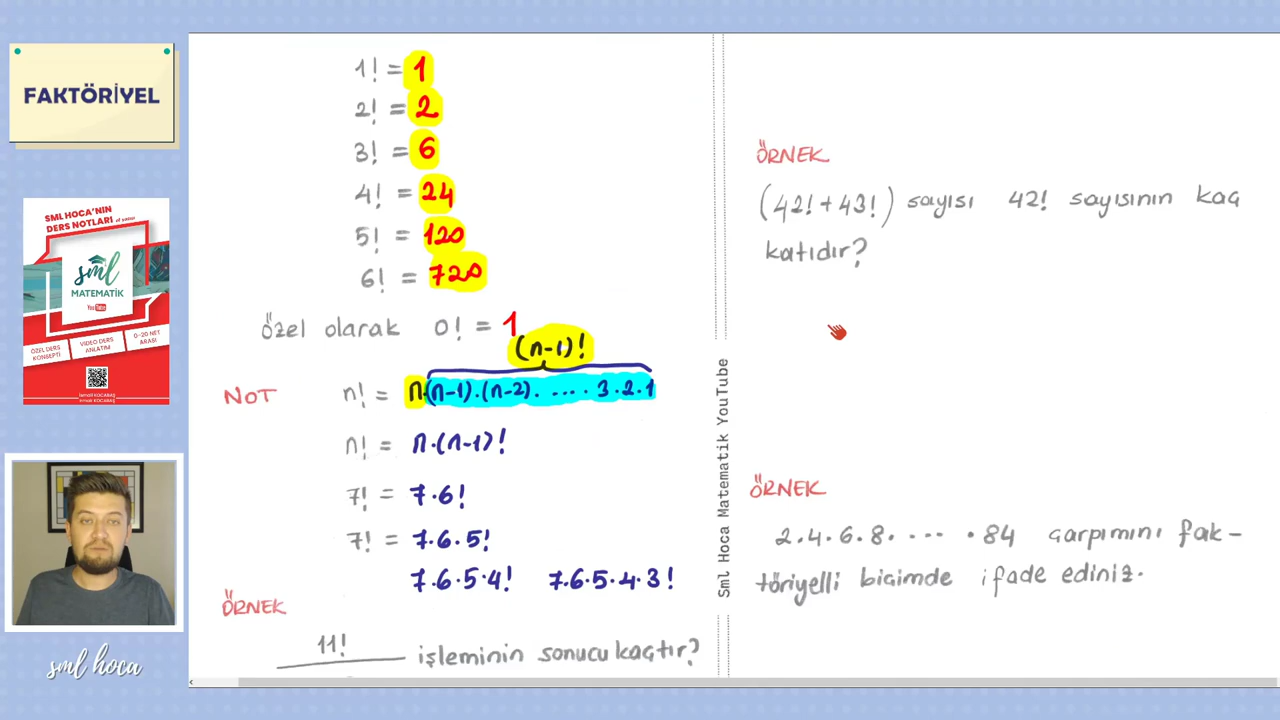 FAKTÖRİYEL
SML HOCA'NIN
DERS NOTLARI
sml
MATEMATİK
YouTube
ÖZEL DERS
KONSEPTİ
VIDEO DERS
ANLATIM
0-20 NET
ARASI
sml hoca
1! = 1
2! = 2
3! = 6
4! = 24
5! = 120
6! = 720
Özel olarak 0! = 1
(n-1)!
NOT n! = n.(n-1).(n-2). .... 3.2.1
n! = n.(n-1)!
7! = 7.6!
7! = 7.6.5!
7.6.5.4! 7.6.5.4.3!
ÖRNEK
11!
işleminin sonucu kaçtır?
Sml Hoca Matematik YouTube
ÖRNEK
(42!+43!) sayısı 42! sayısının kaç
katıdır?
ÖRNEK
2.4.6.8. .... .84 çarpımını fak-
töriyelli biçimde ifade ediniz.